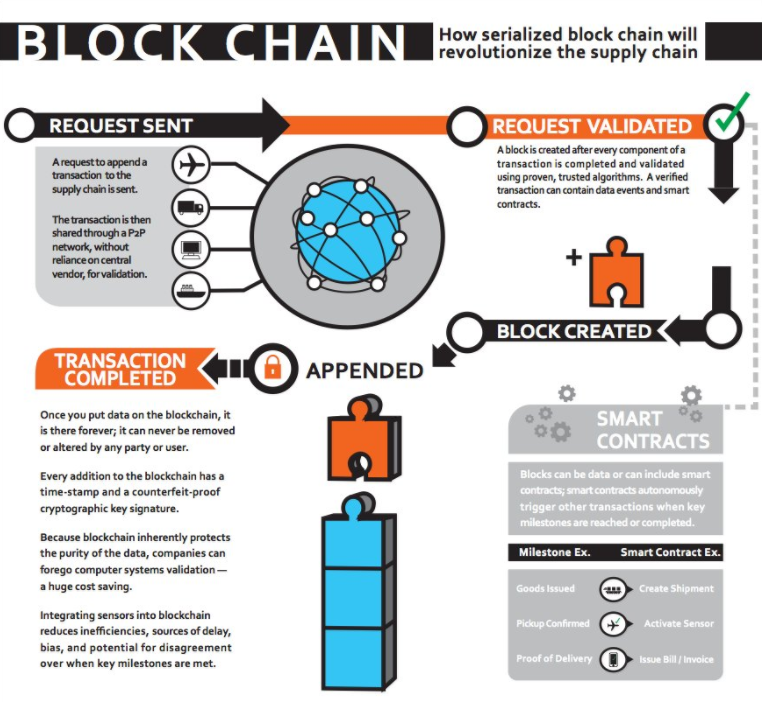 BLOCK CHAIN
How serialized block chain will
revolutionize the supply chain
REQUEST SENT
A request to append a
transaction to the
supply chain is sent.
The transaction is then
shared through a P2P
network, without
reliance on central
vendor, for validation.
REQUEST VALIDATED
A block is created after every component of a
transaction is completed and validated
using proven, trusted algorithms. A verified
transaction can contain data events and smart
contracts.
+
BLOCK CREATED
APPENDED
TRANSACTION
COMPLETED
Once you put data on the blockchain, it
is there forever; it can never be removed
or altered by any party or user.
Every addition to the blockchain has a
time-stamp and a counterfeit-proof
cryptographic key signature.
Because blockchain inherently protects
the purity of the data, companies can
forego computer systems validation —
a huge cost saving.
Integrating sensors into blockchain
reduces inefficiencies, sources of delay,
bias, and potential for disagreement
over when key milestones are met.
SMART
CONTRACTS
Blocks can be data or can include smart
contracts; smart contracts autonomously
trigger other transactions when key
milestones are reached or completed.
Milestone Ex. Smart Contract Ex.
Goods Issued Create Shipment
Pickup Confirmed Activate Sensor
Proof of Delivery Issue Bill / Invoice